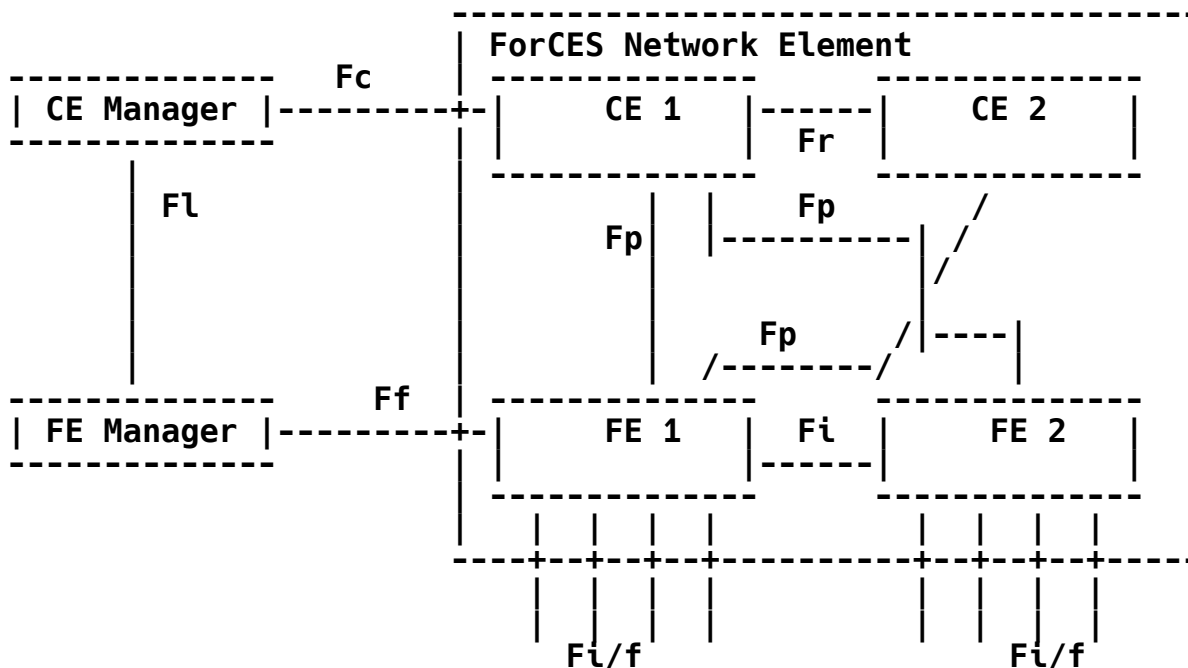 ForCES Network Element
Fc
CE Manager CE 1 CE 2
Fr
Fl Fp
Fp
Fp
Ff
FE Manager FE 1 Fi FE 2
Fi/f Fi/f